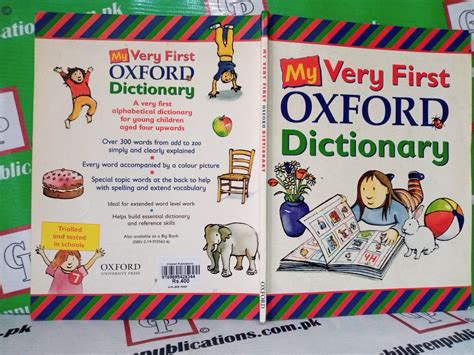 My Very First
OXFORD
Dictionary
A very first
alphabetical dictionary
for young children
aged four upwards
Over 300 words from add to zoo
simply and clearly explained
Every word accompanied by a colour picture
Special topic words at the back to help
with spelling and extend vocabulary
Ideal for extended word level work
Helps build essential dictionary
and reference skills
Also available as a Big Book
Trialled and
tested
in schools
7
OXFORD
UNIVERSITY PRESS
Rs.400
MY VERY FIRST OXFORD DICTIONARY
OXFORD
My Very First
OXFORD
Dictionary
.com.pk